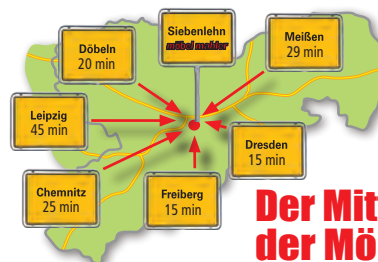 Siebenlehn
möbel mahler
Döbeln
20 min
Meißen
29 min
Leipzig
45 min
Dresden
15 min
Chemnitz
25 min
Freiberg
15 min
Der Mit
der Mö